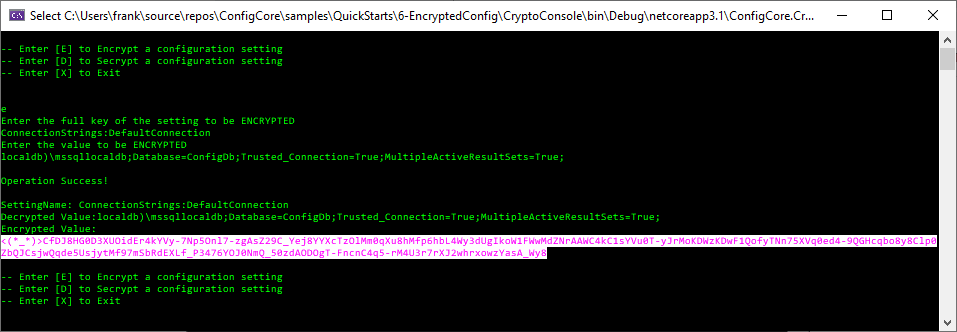 Select C:\Users\frank\source\repos\ConfigCore\samples\QuickStarts\6-EncryptedConfig\CryptoConsole\bin\Debug\netcoreapp3.1\ConfigCore.Cr...
-- Enter [E] to Encrypt a configuration setting
-- Enter [D] to Secrypt a configuration setting
-- Enter [X] to Exit
e
Enter the full key of the setting to be ENCRYPTED
ConnectionStrings:DefaultConnection
Enter the value to be ENCRYPTED
localdb)\mssqllocaldb;Database=ConfigDb;Trusted_Connection=True;MultipleActiveResultSets=True;
Operation Success!
SettingName: ConnectionStrings:DefaultConnection
Decrypted Value:localdb)\mssqllocaldb;Database=ConfigDb;Trusted_Connection=True;MultipleActiveResultSets=True;
Encrypted Value:
<(*_*)>CfDJ8HG0D3XUOidEr4kYVy-7Np5Onl7-zgAsZ29C_Yej8YYXcTzOlMm0qXu8hMfp6hbL4Wy3dUgIkoW1FWwMdZNrAAWC4kC1sYVu0T-yJrMoKDWzKDwF1QofyTNn75XVq0ed4-9QGHcqbo8y8Clp0
ZbQJCsjwQqde5UsjytMf97mSbRdEXLf_P3476YOJ0NmQ_50zdAODOgT-FncnC4q5-rM4U3r7rXJ2whrxowzYasA_Wy8
-- Enter [E] to Encrypt a configuration setting
-- Enter [D] to Secrypt a configuration setting
-- Enter [X] to Exit